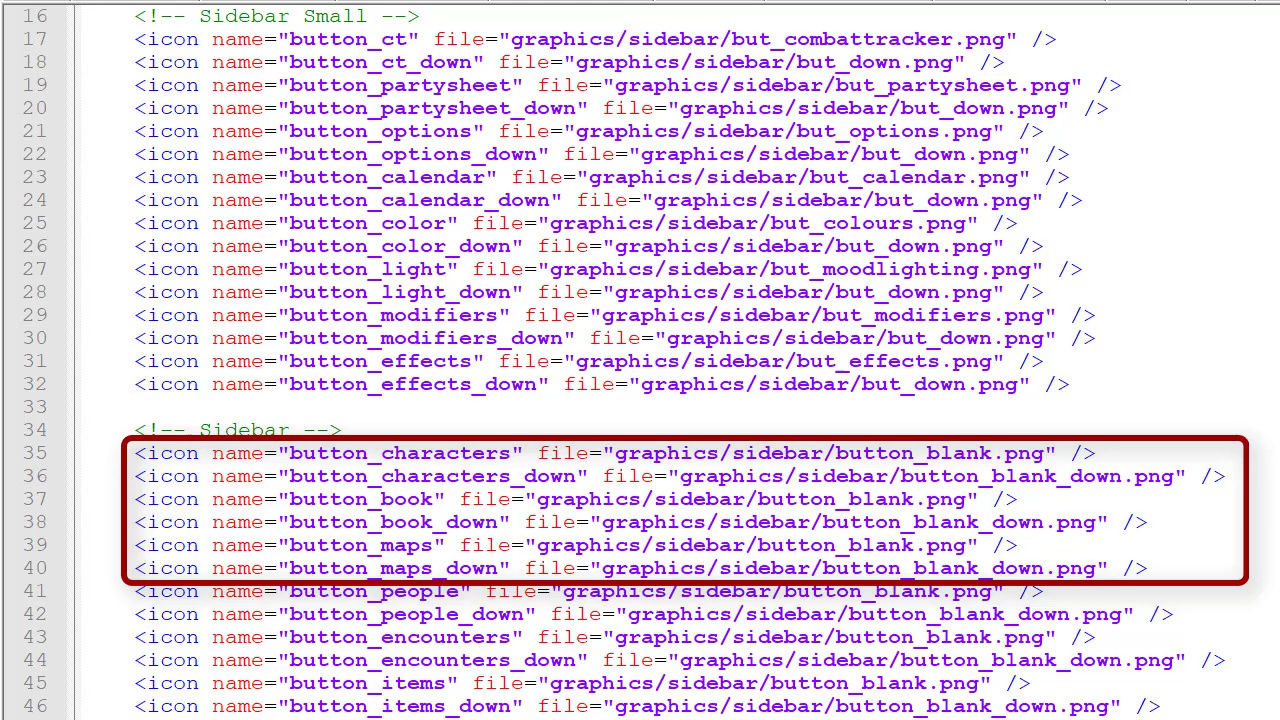 16 <!-- Sidebar Small -->
17 <icon name="button_ct" file="graphics/sidebar/but_combattracker.png" />
18 <icon name="button_ct_down" file="graphics/sidebar/but_down.png" />
19 <icon name="button_partysheet" file="graphics/sidebar/but_partysheet.png" />
20 <icon name="button_partysheet_down" file="graphics/sidebar/but_down.png" />
21 <icon name="button_options" file="graphics/sidebar/but_options.png" />
22 <icon name="button_options_down" file="graphics/sidebar/but_down.png" />
23 <icon name="button_calendar" file="graphics/sidebar/but_calendar.png" />
24 <icon name="button_calendar_down" file="graphics/sidebar/but_down.png" />
25 <icon name="button_color" file="graphics/sidebar/but_colours.png" />
26 <icon name="button_color_down" file="graphics/sidebar/but_down.png" />
27 <icon name="button_light" file="graphics/sidebar/but_moodlighting.png" />
28 <icon name="button_light_down" file="graphics/sidebar/but_down.png" />
29 <icon name="button_modifiers" file="graphics/sidebar/but_modifiers.png" />
30 <icon name="button_modifiers_down" file="graphics/sidebar/but_down.png" />
31 <icon name="button_effects" file="graphics/sidebar/but_effects.png" />
32 <icon name="button_effects_down" file="graphics/sidebar/but_down.png" />
33
34 <!-- Sidebar -->
35 <icon name="button_characters" file="graphics/sidebar/button_blank.png" />
36 <icon name="button_characters_down" file="graphics/sidebar/button_blank_down.png" />
37 <icon name="button_book" file="graphics/sidebar/button_blank.png" />
38 <icon name="button_book_down" file="graphics/sidebar/button_blank_down.png" />
39 <icon name="button_maps" file="graphics/sidebar/button_blank.png" />
40 <icon name="button_maps_down" file="graphics/sidebar/button_blank_down.png" />
41 <icon name="button_people" file="graphics/sidebar/button_blank.png" />
42 <icon name="button_people_down" file="graphics/sidebar/button_blank_down.png" />
43 <icon name="button_encounters" file="graphics/sidebar/button_blank.png" />
44 <icon name="button_encounters_down" file="graphics/sidebar/button_blank_down.png" />
45 <icon name="button_items" file="graphics/sidebar/button_blank.png" />
46 <icon name="button_items_down" file="graphics/sidebar/button_blank_down.png" />